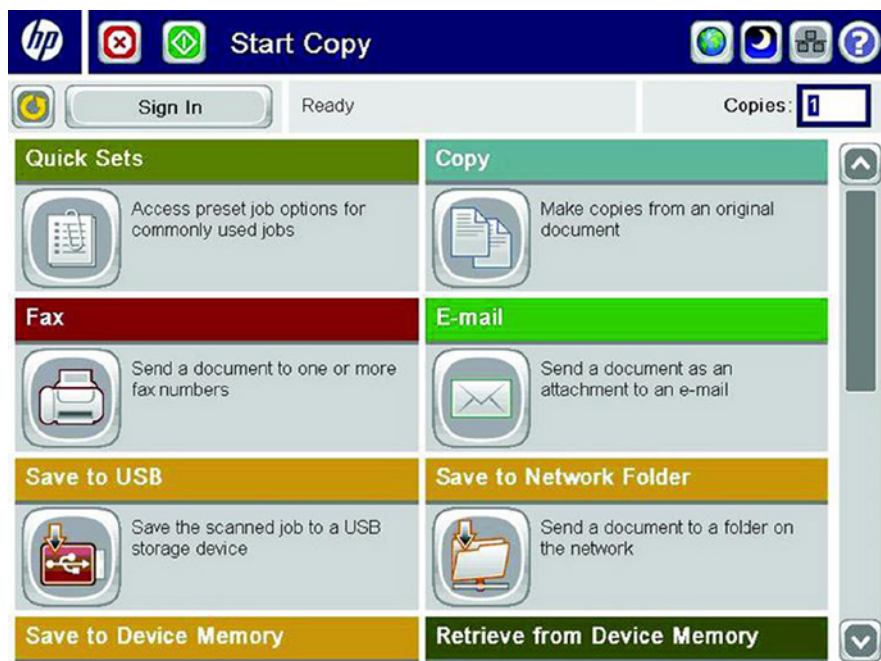 hp
Start Copy
?
Sign In
Ready
Copies: 1
Quick Sets
Copy
Access preset job options for
commonly used jobs
Make copies from an original
document
Fax
E-mail
Send a document to one or more
fax numbers
Send a document as an
attachment to an e-mail
Save to USB
Save to Network Folder
Save the scanned job to a USB
storage device
Send a document to a folder on
the network
Save to Device Memory
Retrieve from Device Memory